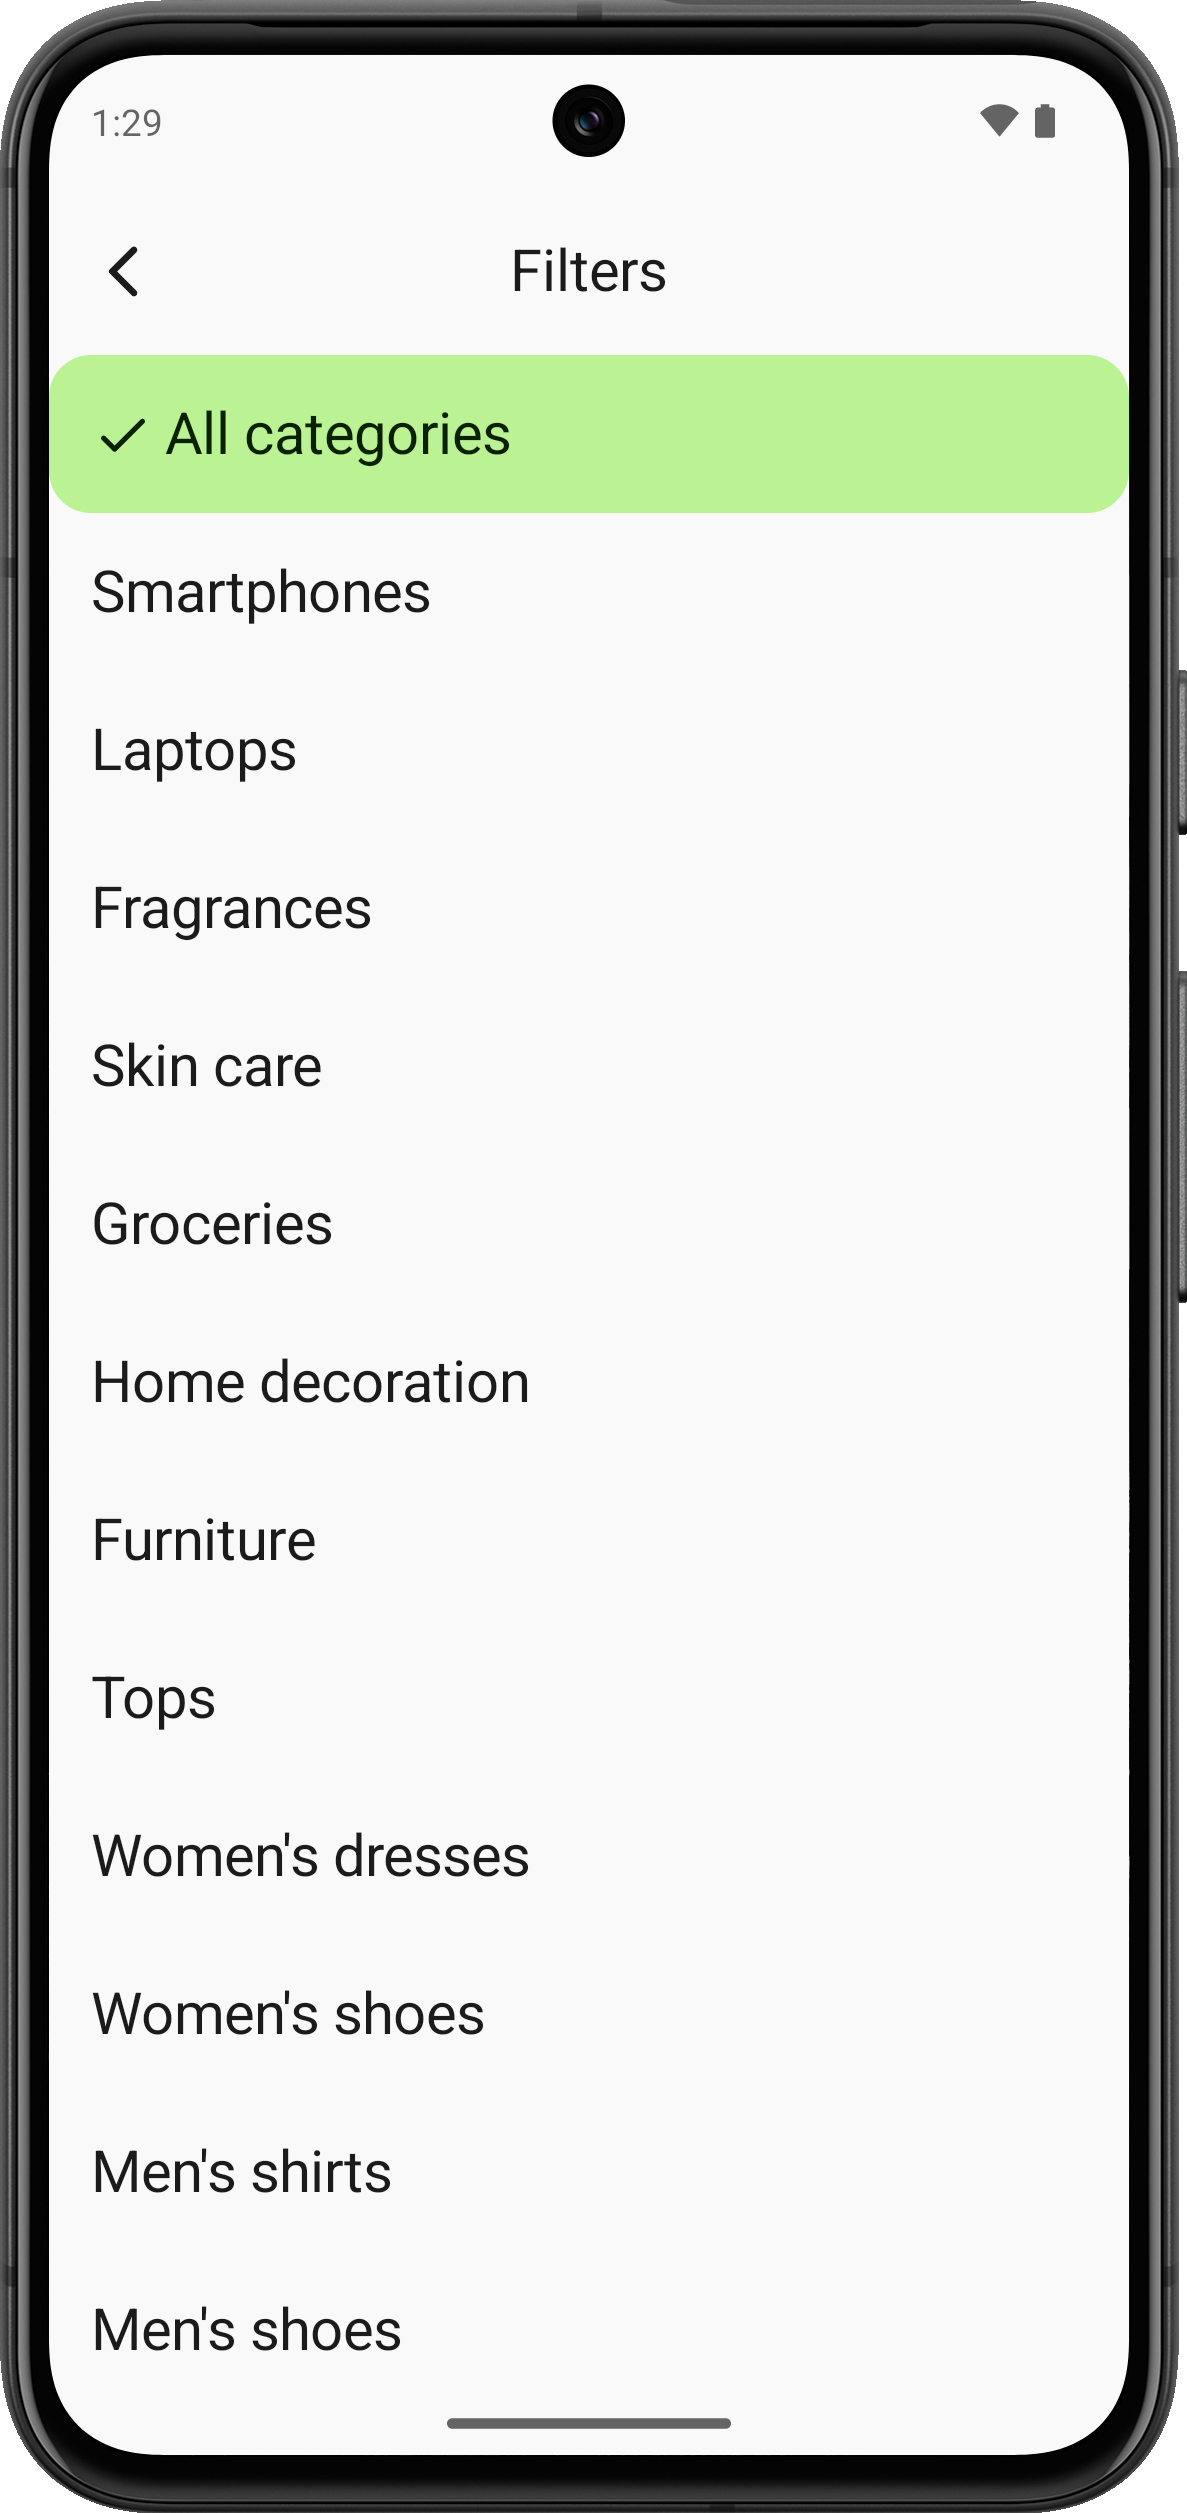 1:29
Filters
All categories
Smartphones
Laptops
Fragrances
Skin care
Groceries
Home decoration
Furniture
Tops
Women's dresses
Women's shoes
Men's shirts
Men's shoes